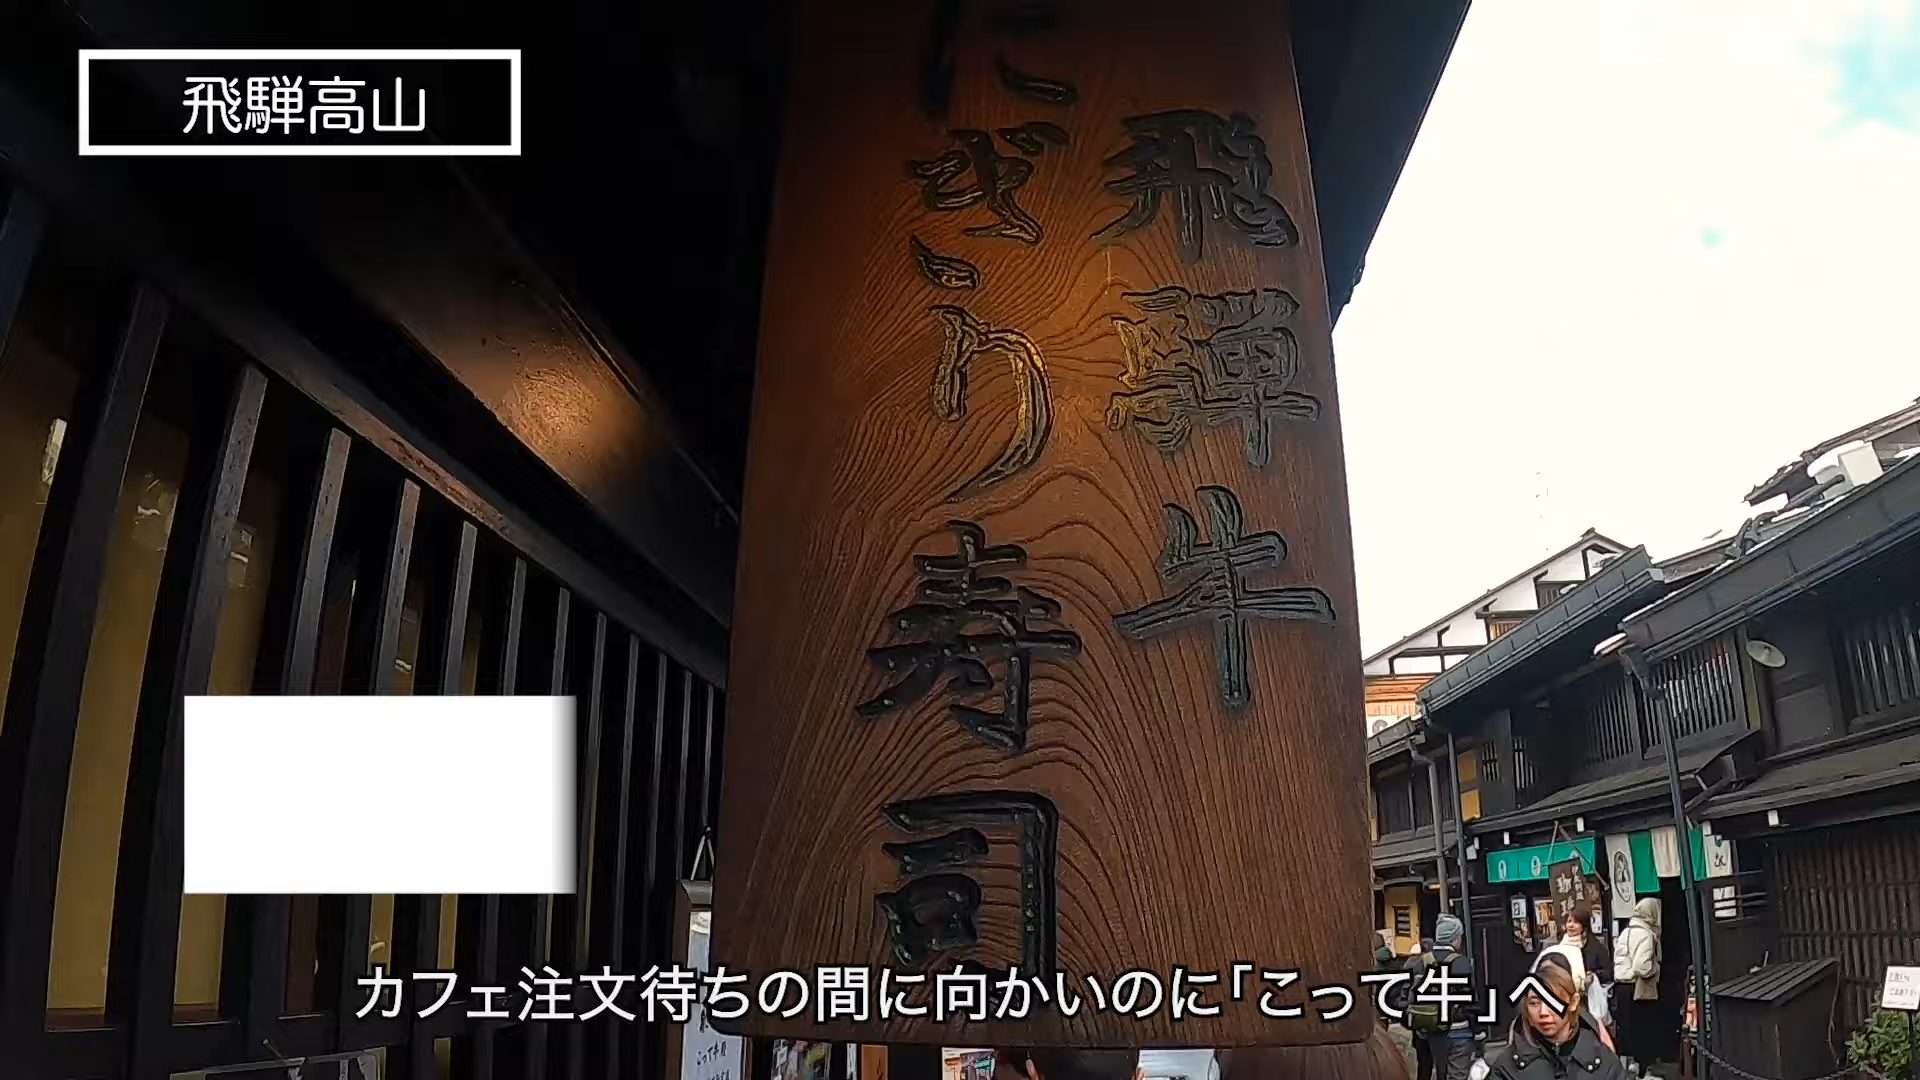 飛騨高山
飛騨牛
にぎり寿司
カフェ注文待ちの間に向かいのに「こって牛」へ